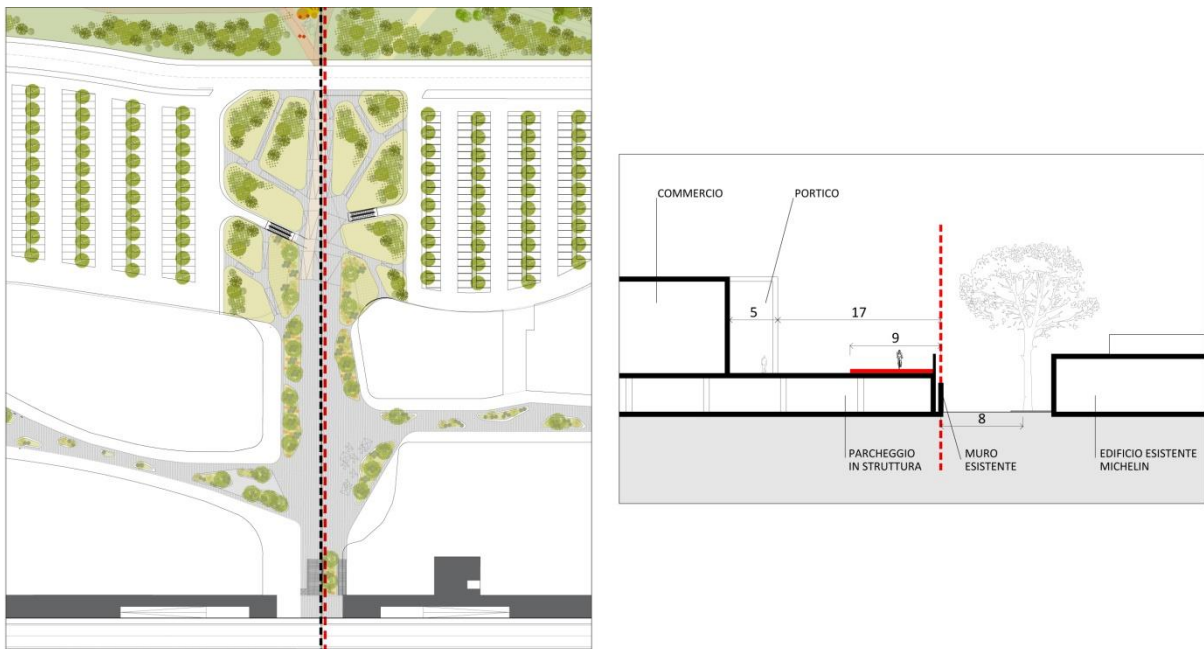 COMMERCIO
PORTICO
5
17
9
8
PARCHEGGIO
IN STRUTTURA
MURO
ESISTENTE
EDIFICIO ESISTENTE
MICHELIN